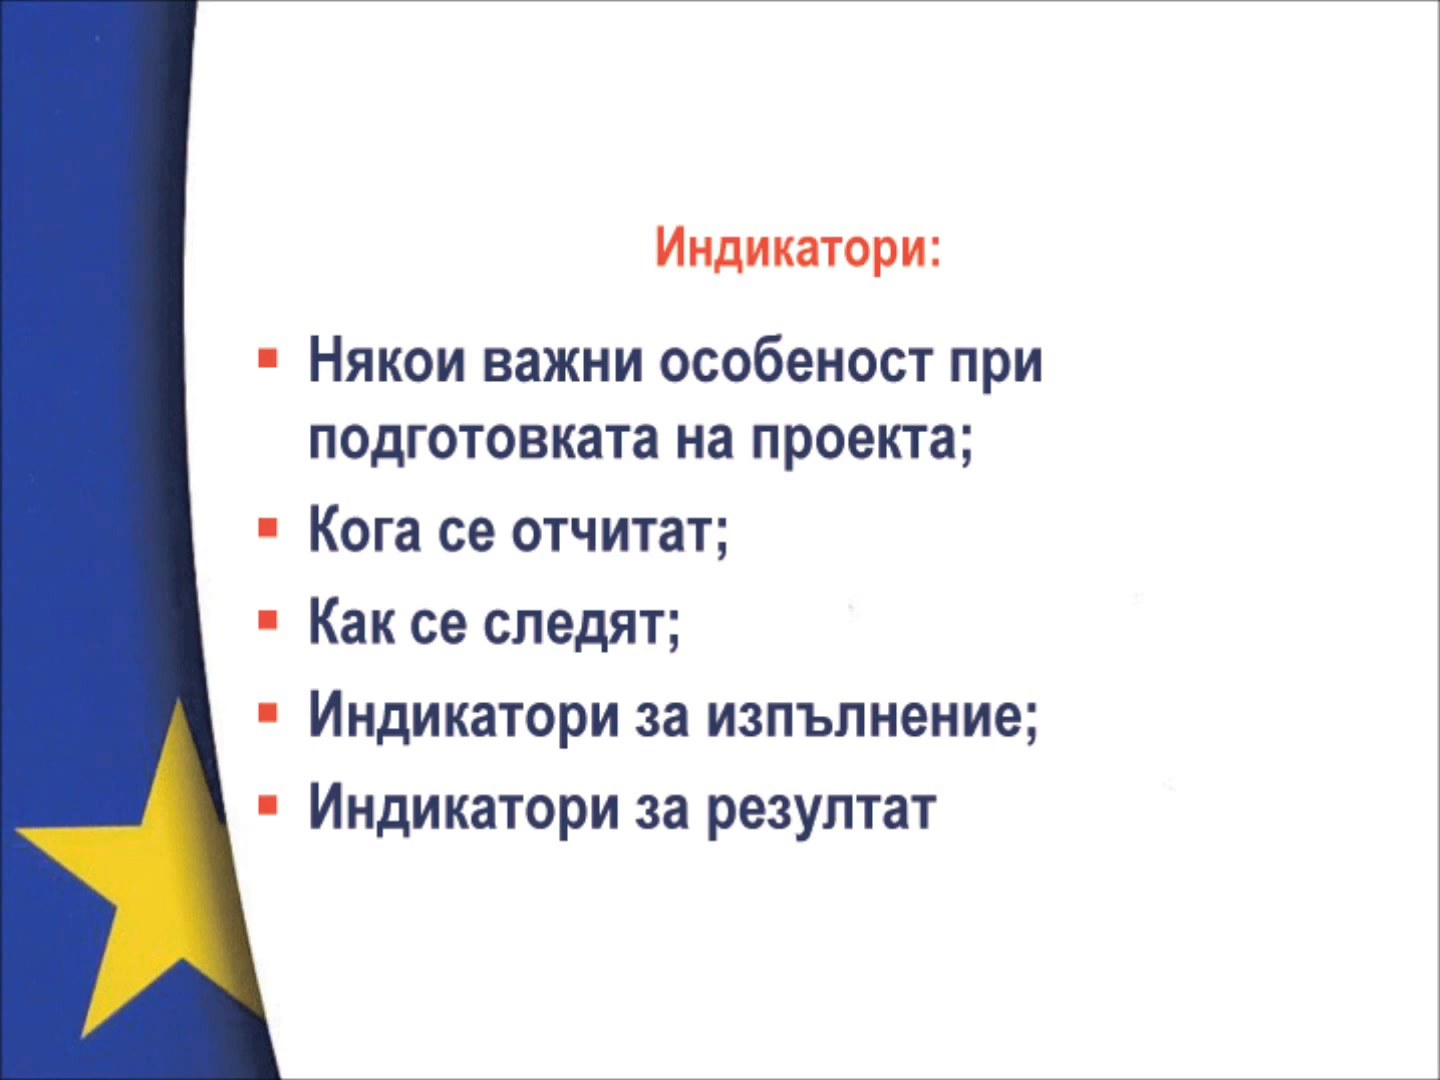 Индикатори:
Някои важни особеност при
подготовката на проекта;
Кога се отчитат;
Как се следят;
Индикатори за изпълнение;
Индикатори за резултат